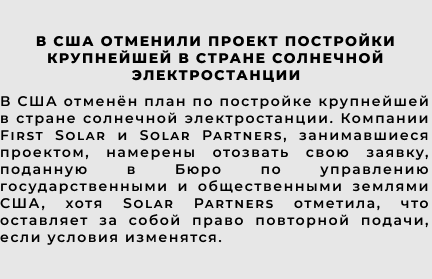 В США ОТМЕНИЛИ ПРОЕКТ ПОСТРОЙКИ
КРУПНЕЙШЕЙ В СТРАНЕ СОЛНЕЧНОЙ
ЭЛЕКТРОСТАНЦИИ
В США отменён план по постройке крупнейшей
в стране солнечной электростанции. Компании
First Solar и Solar Partners, занимавшиеся
проектом, намерены отозвать свою заявку,
поданную в Бюро по управлению
государственными и общественными землями
США, хотя Solar Partners отметила, что
оставляет за собой право повторной подачи,
если условия изменятся.